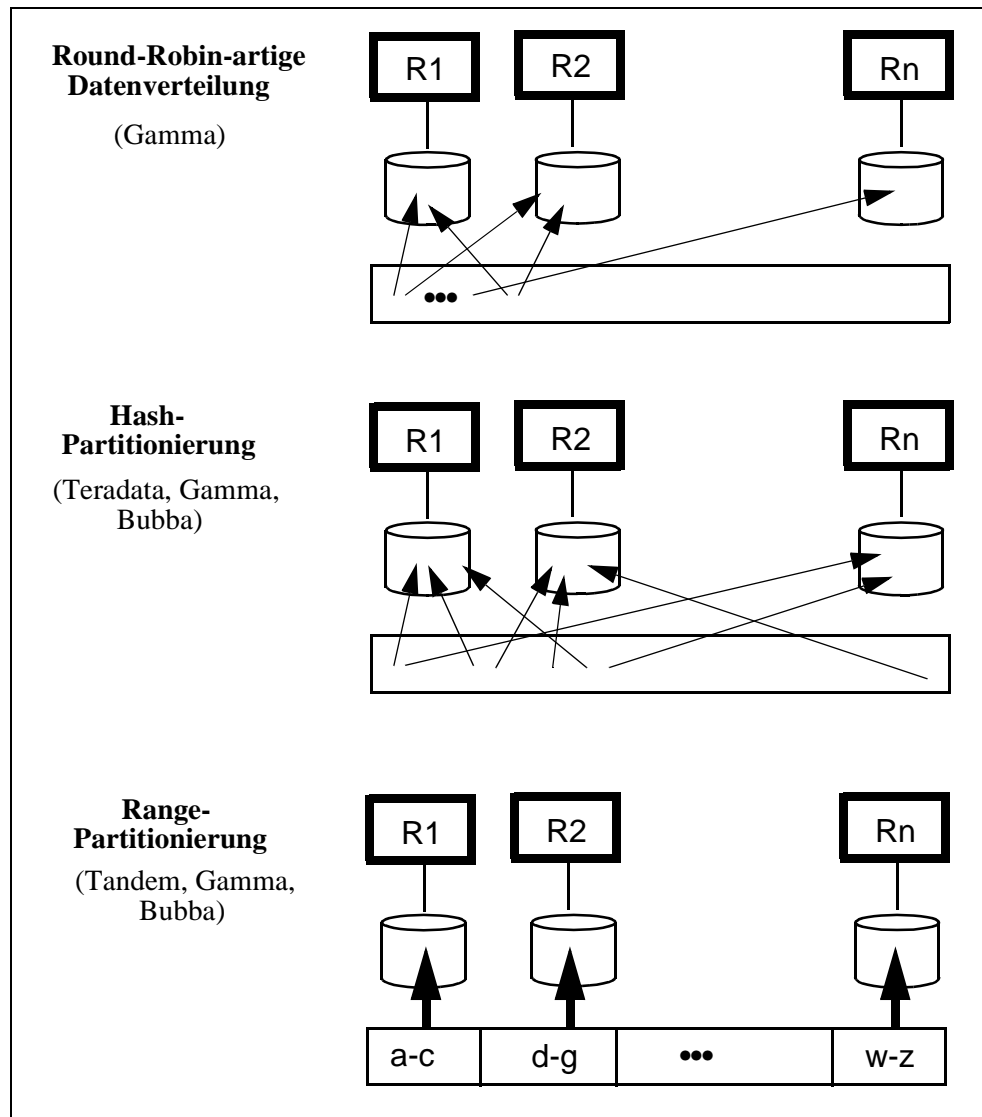 Round-Robin-artige
Datenverteilung
(Gamma)
R1
R2
Rn
•••
Hash-
Partitionierung
(Teradata, Gamma,
Bubba)
R1
R2
Rn
Range-
Partitionierung
(Tandem, Gamma,
Bubba)
R1
R2
Rn
a-c
d-g
•••
w-z